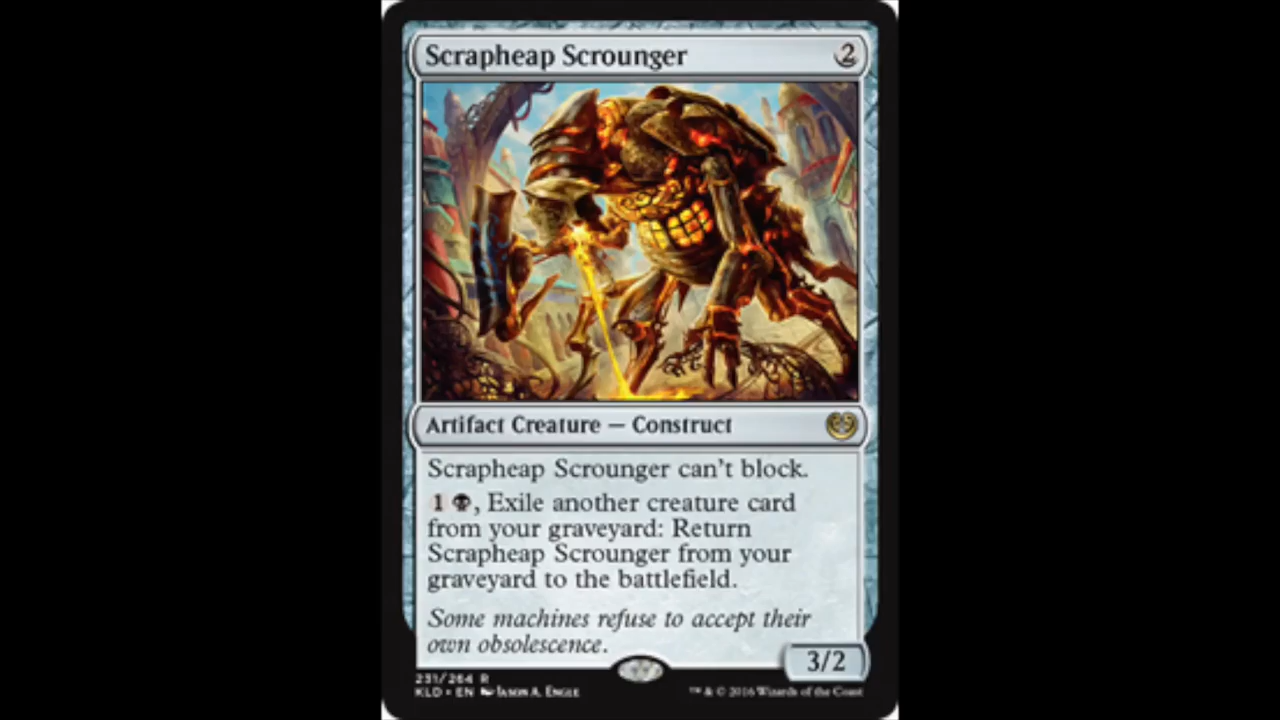 Scrapheap Scrounger 2
Artifact Creature — Construct
Scrapheap Scrounger can't block.
1, Exile another creature card
from your graveyard: Return
Scrapheap Scrounger from your
graveyard to the battlefield.
Some machines refuse to accept their
own obsolescence.
3/2
231/264 R
KLD • EN Jason A. Engle
™ & © 2016 Wizards of the Coast